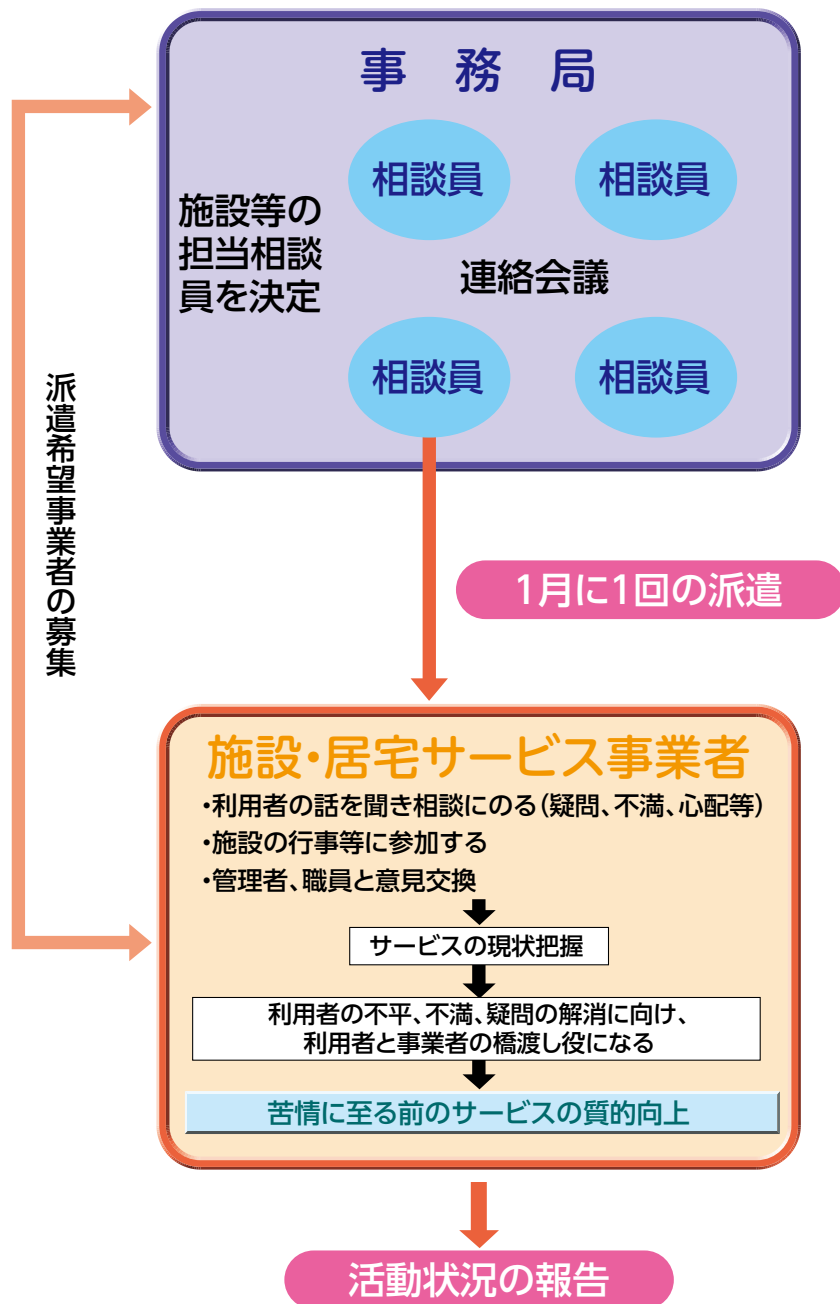 事 務 局
相談員
相談員
施設等の
担当相談
員を決定
連絡会議
相談員
相談員
派遣希望事業者の募集
1月に1回の派遣
施設・居宅サービス事業者
・利用者の話を聞き相談にのる(疑問、不満、心配等)
・施設の行事等に参加する
・管理者、職員と意見交換
サービスの現状把握
利用者の不平、不満、疑問の解消に向け、
利用者と事業者の橋渡し役になる
苦情に至る前のサービスの質的向上
活動状況の報告